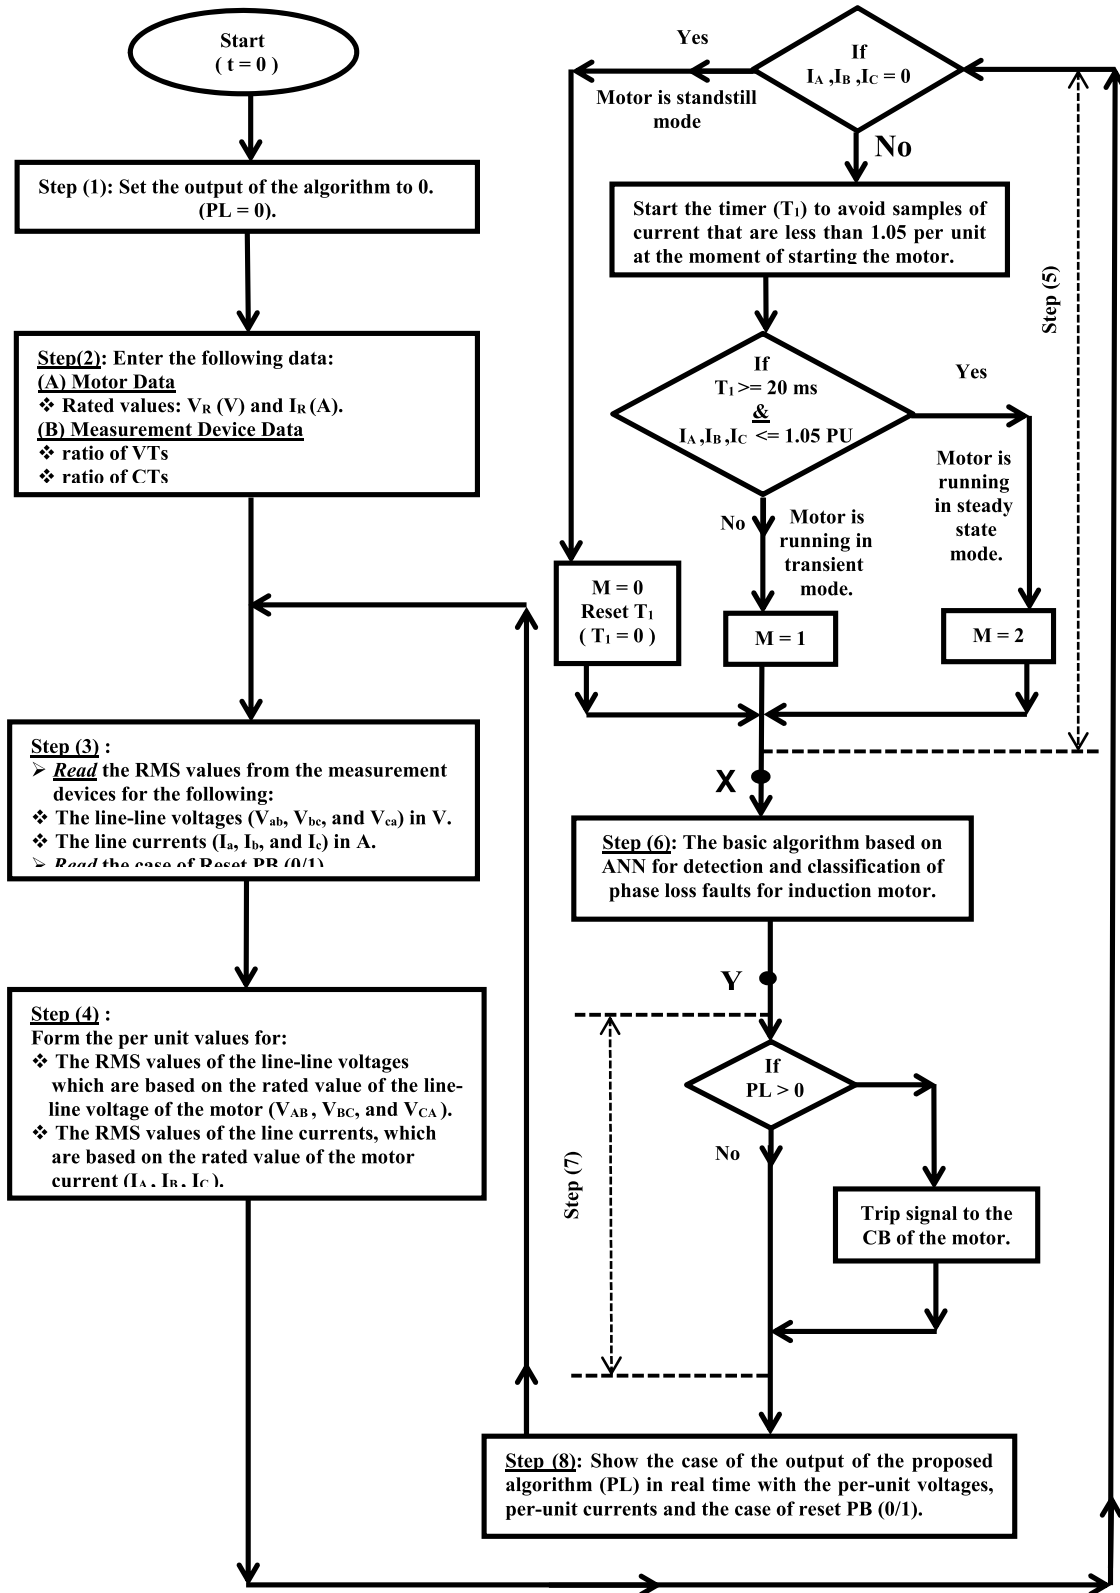 Start
( t = 0 )
Step (1): Set the output of the algorithm to 0.
(PL = 0).
Step(2): Enter the following data:
(A) Motor Data
❖ Rated values: VR (V) and IR (A).
(B) Measurement Device Data
❖ ratio of VTs
❖ ratio of CTs
Step (3) :
➢ Read the RMS values from the measurement
devices for the following:
❖ The line-line voltages (Vab, Vbc, and Vca) in V.
❖ The line currents (Ia, Ib, and Ic) in A.
➢ Read the case of Reset PB (0/1)
Step (4) :
Form the per unit values for:
❖ The RMS values of the line-line voltages
which are based on the rated value of the line-
line voltage of the motor (VAB , VBC, and VCA ).
❖ The RMS values of the line currents, which
are based on the rated value of the motor
current (IA , IB , IC ).
If
IA ,IB ,IC = 0
Yes
Motor is standstill
mode
No
Start the timer (T1) to avoid samples of
current that are less than 1.05 per unit
at the moment of starting the motor.
Step (5)
If
T1 >= 20 ms
&
IA ,IB ,IC <= 1.05 PU
Yes
Motor is
running
in steady
state
mode.
No
Motor is
running in
transient
mode.
M = 0
Reset T1
( T1 = 0 )
M = 1
M = 2
X
Step (6): The basic algorithm based on
ANN for detection and classification of
phase loss faults for induction motor.
Y
If
PL > 0
No
Step (7)
Trip signal to the
CB of the motor.
Step (8): Show the case of the output of the proposed
algorithm (PL) in real time with the per-unit voltages,
per-unit currents and the case of reset PB (0/1).